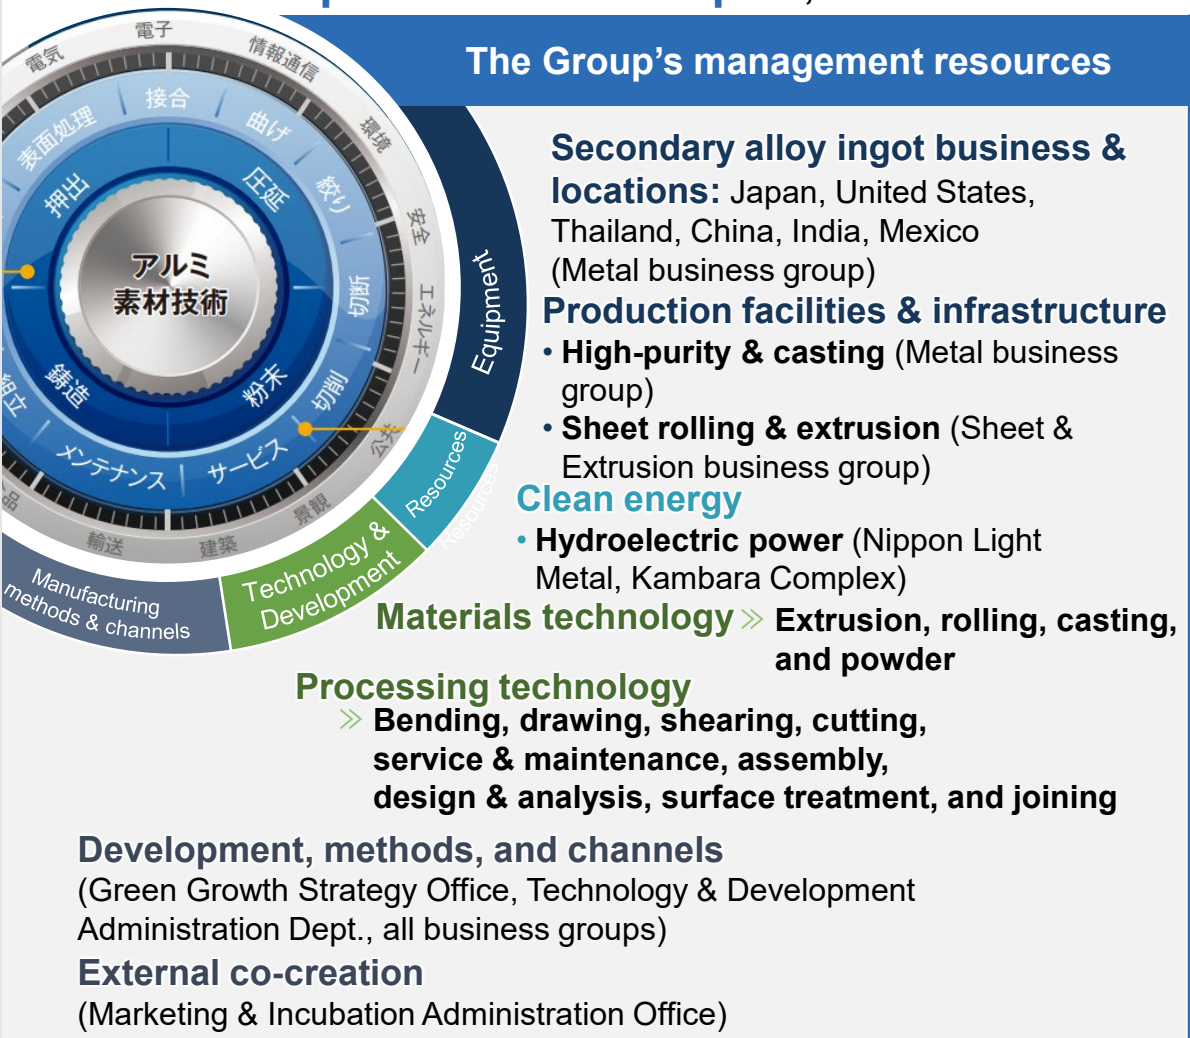 The Group's management resources
電気
電子
情報通信
環境
安全
エネルギー
公共
景観
建築
輸送
品
表面処理
接合
曲げ
絞り
切断
切削
サービス
メンテナンス
組立
押出
圧延
粉末
鋳造
アルミ
素材技術
Equipment
Resources
Resources
Technology &
Development
Manufacturing
methods & channels
Secondary alloy ingot business &
locations: Japan, United States,
Thailand, China, India, Mexico
(Metal business group)
Production facilities & infrastructure
• High-purity & casting (Metal business
group)
• Sheet rolling & extrusion (Sheet &
Extrusion business group)
Clean energy
• Hydroelectric power (Nippon Light
Metal, Kambara Complex)
Materials technology » Extrusion, rolling, casting,
and powder
Processing technology
» Bending, drawing, shearing, cutting,
service & maintenance, assembly,
design & analysis, surface treatment, and joining
Development, methods, and channels
(Green Growth Strategy Office, Technology & Development
Administration Dept., all business groups)
External co-creation
(Marketing & Incubation Administration Office)